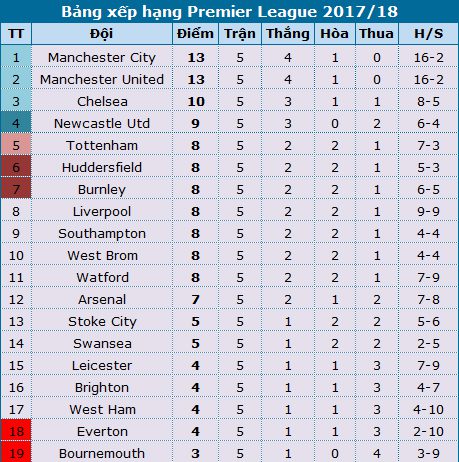 Bảng xếp hạng Premier League 2017/18
TT Đội Điểm Trận Thắng Hòa Thua H/S
1 Manchester City 13 5 4 1 0 16-2
2 Manchester United 13 5 4 1 0 16-2
3 Chelsea 10 5 3 1 1 8-5
4 Newcastle Utd 9 5 3 0 2 6-4
5 Tottenham 8 5 2 2 1 7-3
6 Huddersfield 8 5 2 2 1 5-3
7 Burnley 8 5 2 2 1 6-5
8 Liverpool 8 5 2 2 1 9-9
9 Southampton 8 5 2 2 1 4-4
10 West Brom 8 5 2 2 1 4-4
11 Watford 8 5 2 2 1 7-9
12 Arsenal 7 5 2 1 2 7-8
13 Stoke City 5 5 1 2 2 5-6
14 Swansea 5 5 1 2 2 2-5
15 Leicester 4 5 1 1 3 7-9
16 Brighton 4 5 1 1 3 4-7
17 West Ham 4 5 1 1 3 4-10
18 Everton 4 5 1 1 3 2-10
19 Bournemouth 3 5 1 0 4 3-9